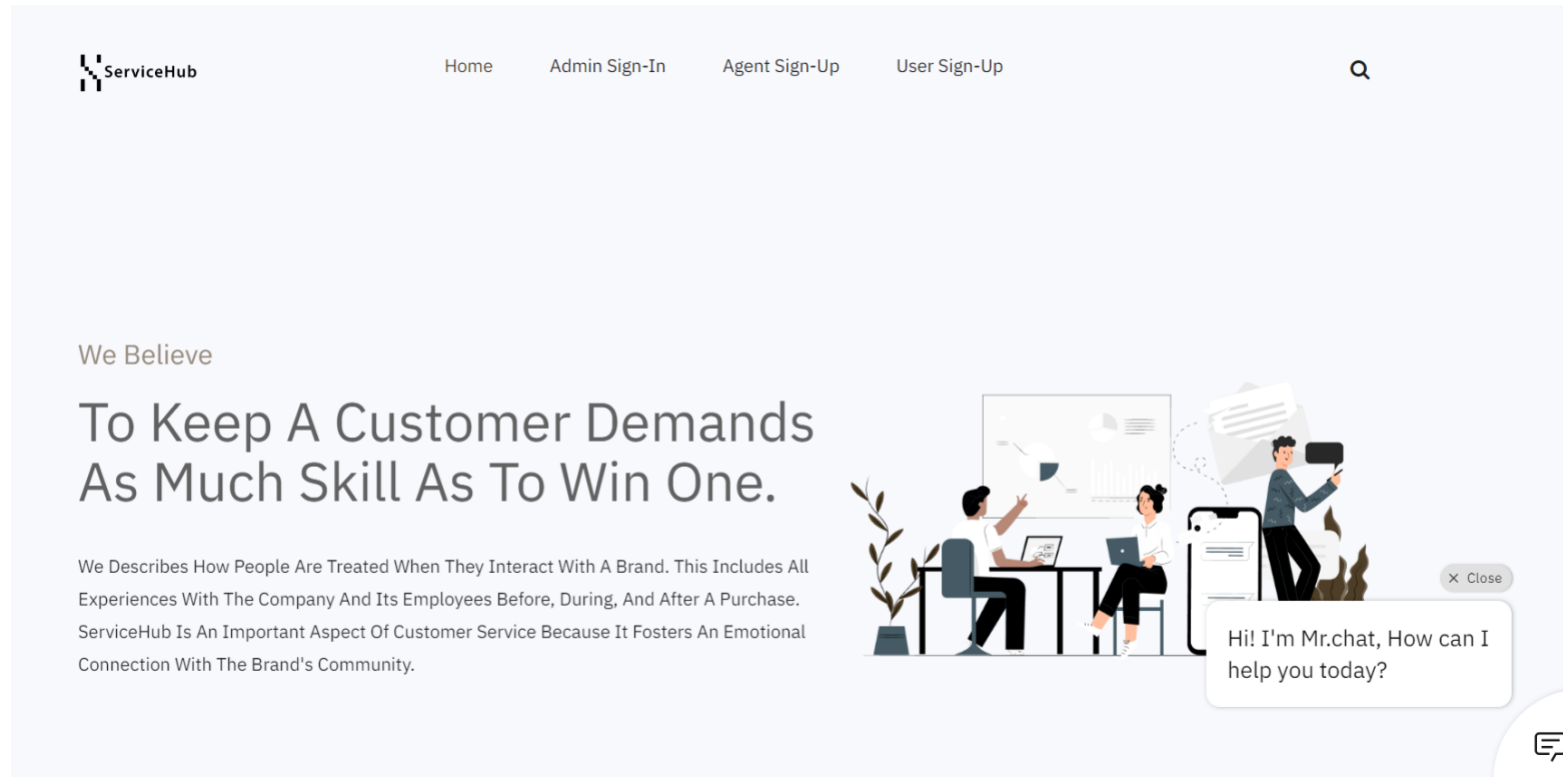 ServiceHub
Home Admin Sign-In Agent Sign-Up User Sign-Up
We Believe
To Keep A Customer Demands
As Much Skill As To Win One.
We Describes How People Are Treated When They Interact With A Brand. This Includes All
Experiences With The Company And Its Employees Before, During, And After A Purchase.
ServiceHub Is An Important Aspect Of Customer Service Because It Fosters An Emotional
Connection With The Brand's Community.
× Close
Hi! I'm Mr.chat, How can I
help you today?